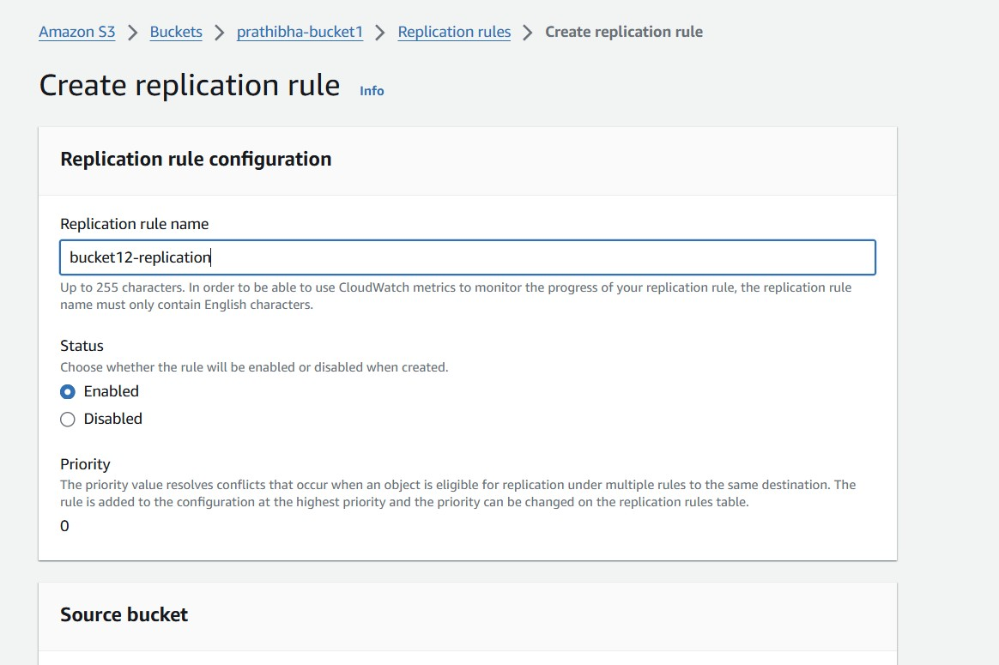 Amazon S3 > Buckets > prathibha-bucket1 > Replication rules > Create replication rule
Create replication rule Info
Replication rule configuration
Replication rule name
bucket12-replication
Up to 255 characters. In order to be able to use CloudWatch metrics to monitor the progress of your replication rule, the replication rule
name must only contain English characters.
Status
Choose whether the rule will be enabled or disabled when created.
Enabled
Disabled
Priority
The priority value resolves conflicts that occur when an object is eligible for replication under multiple rules to the same destination. The
rule is added to the configuration at the highest priority and the priority can be changed on the replication rules table.
0
Source bucket